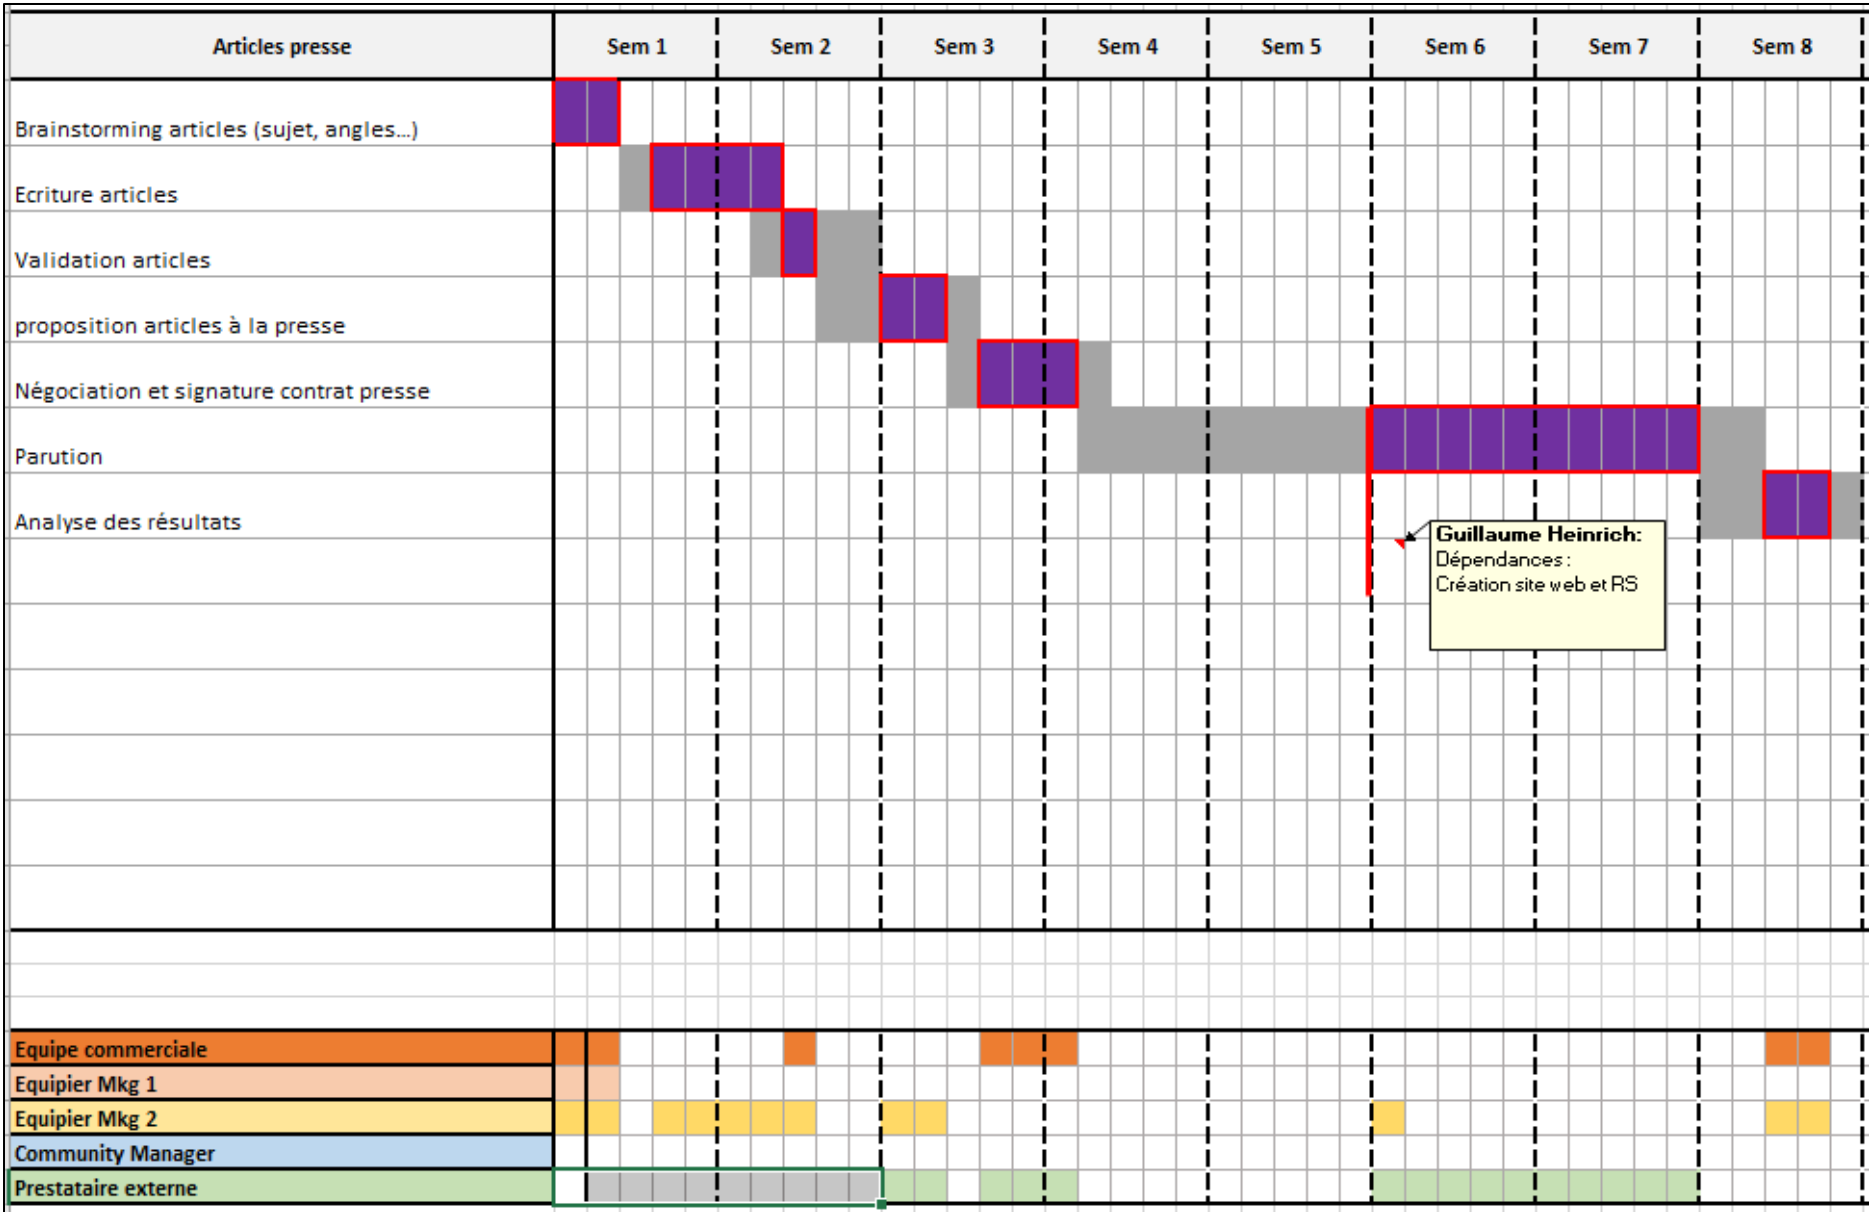 Articles presse
Sem 1
Sem 2
Sem 3
Sem 4
Sem 5
Sem 6
Sem 7
Sem 8
Brainstorming articles (sujet, angles…)
Ecriture articles
Validation articles
proposition articles à la presse
Négociation et signature contrat presse
Parution
Analyse des résultats
Guillaume Heinrich:
Dépendances :
Création site web et RS
Equipe commerciale
Equipier Mkg 1
Equipier Mkg 2
Community Manager
Prestataire externe